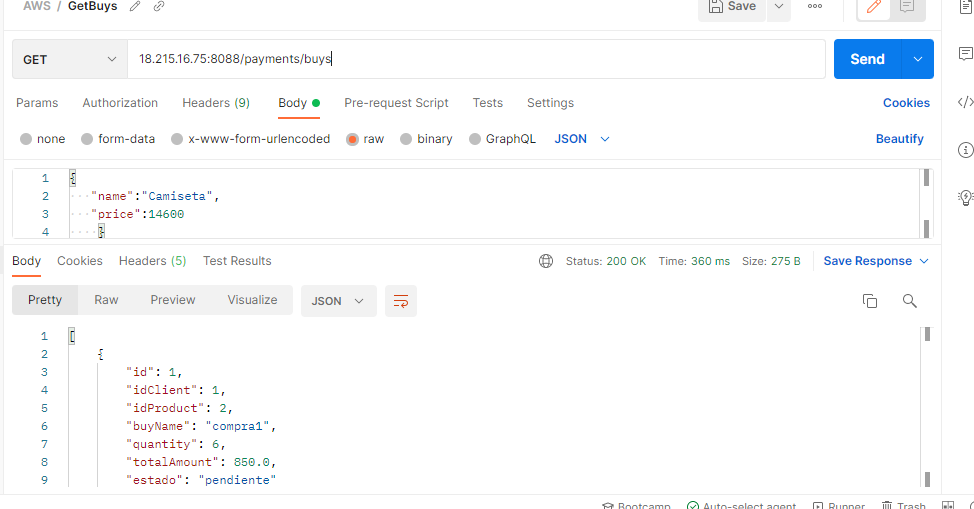 AWS / GetBuys Save
GET 18.215.16.75:8088/payments/buys Send
Params Authorization Headers (9) Body Pre-request Script Tests Settings Cookies
none form-data x-www-form-urlencoded raw binary GraphQL JSON Beautify
1 {
2 "name":"Camiseta",
3 "price":14600
4 }
Body Cookies Headers (5) Test Results Status: 200 OK Time: 360 ms Size: 275 B Save Response
Pretty Raw Preview Visualize JSON
1 [
2 {
3 "id": 1,
4 "idClient": 1,
5 "idProduct": 2,
6 "buyName": "compra1",
7 "quantity": 6,
8 "totalAmount": 850.0,
9 "estado": "pendiente"
Bootcamp Auto-select agent Runner Trash